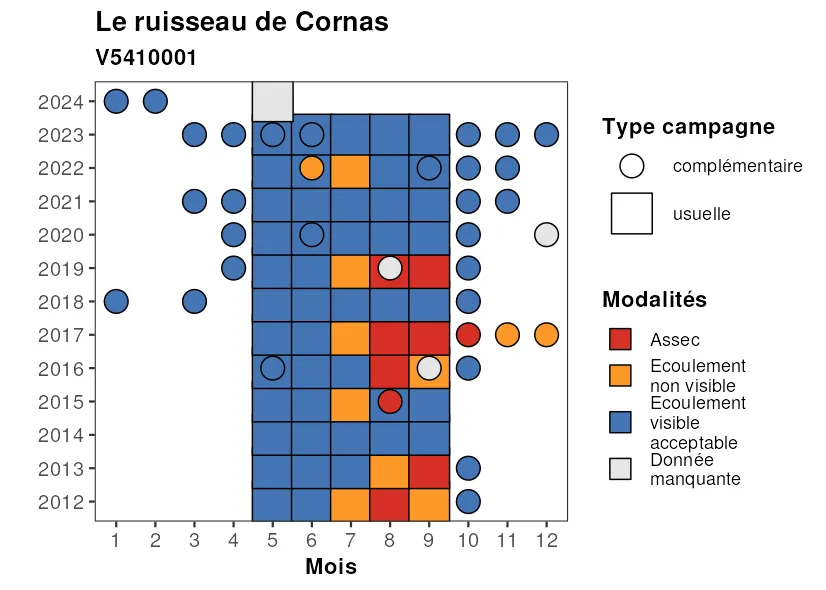 Le ruisseau de Cornas
V5410001
2024
2023
2022
2021
2020
2019
2018
2017
2016
2015
2014
2013
2012
1 2 3 4 5 6 7 8 9 10 11 12
Mois
Type campagne
complémentaire
usuelle
Modalités
Assec
Ecoulement
non visible
Ecoulement
visible
acceptable
Donnée
manquante